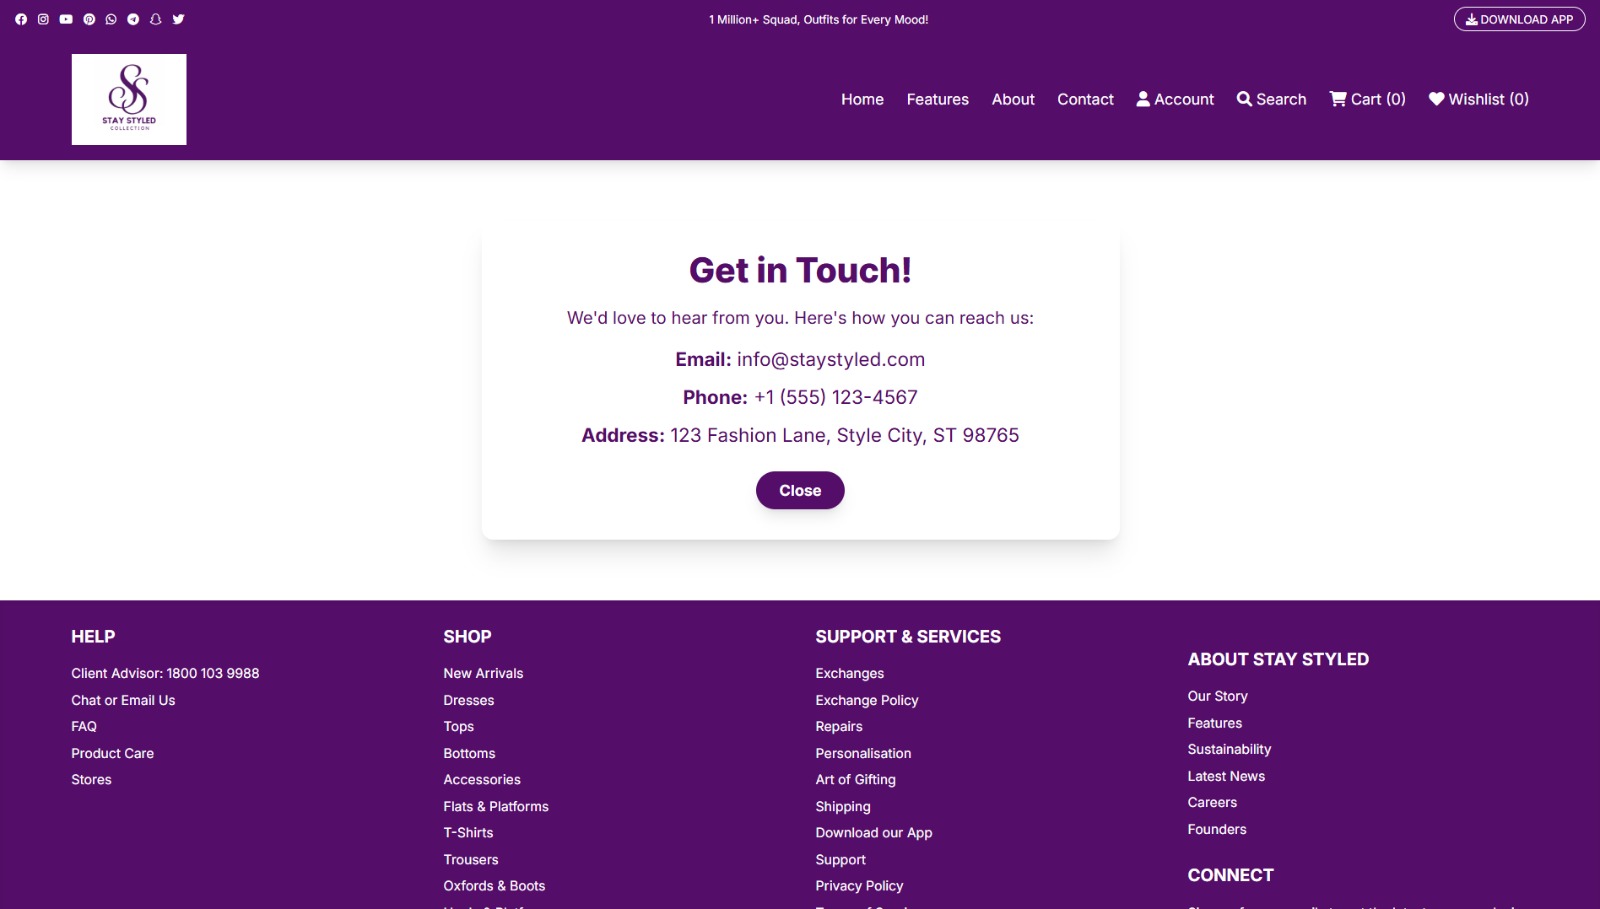 1 Million+ Squad, Outfits for Every Mood!
DOWNLOAD APP
SS
STAY STYLED
COLLECTION
Home Features About Contact Account Search Cart (0) Wishlist (0)
Get in Touch!
We'd love to hear from you. Here's how you can reach us:
Email: info@staystyled.com
Phone: +1 (555) 123-4567
Address: 123 Fashion Lane, Style City, ST 98765
Close
HELP
Client Advisor: 1800 103 9988
Chat or Email Us
FAQ
Product Care
Stores
SHOP
New Arrivals
Dresses
Tops
Bottoms
Accessories
Flats & Platforms
T-Shirts
Trousers
Oxfords & Boots
SUPPORT & SERVICES
Exchanges
Exchange Policy
Repairs
Personalisation
Art of Gifting
Shipping
Download our App
Support
Privacy Policy
ABOUT STAY STYLED
Our Story
Features
Sustainability
Latest News
Careers
Founders
CONNECT